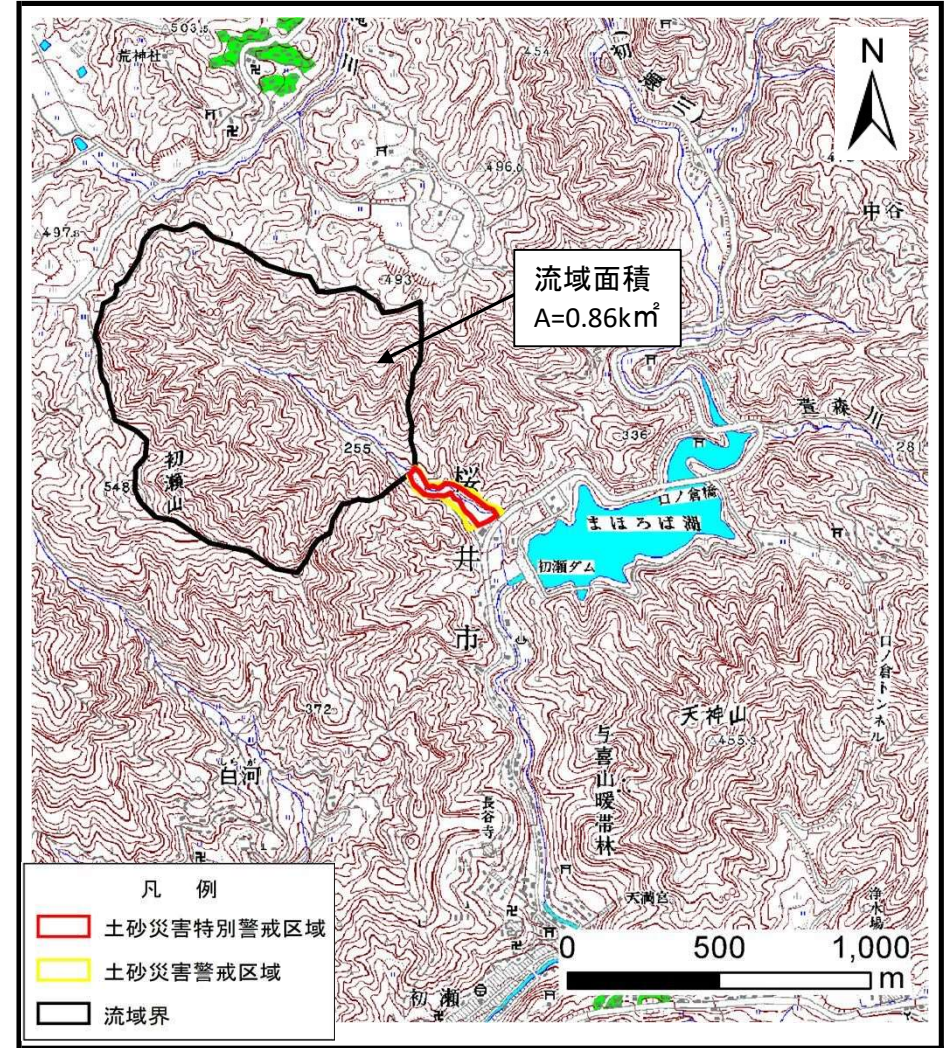 503.5
荒神社
川
454
初
瀬
川
N
496.0
中谷
497.8
493
流域面積
A=0.86k㎡
萱森川
336
281
255
桜井市
548
初瀬山
口ノ倉橋
まほろば湖
初瀬ダム
口ノ倉トンネル
372
天神山
455.3
白河
与喜山暖帯林
長谷寺
天満宮
浄水場
初瀬
凡 例
土砂災害特別警戒区域
土砂災害警戒区域
流域界
0 500 1,000
m